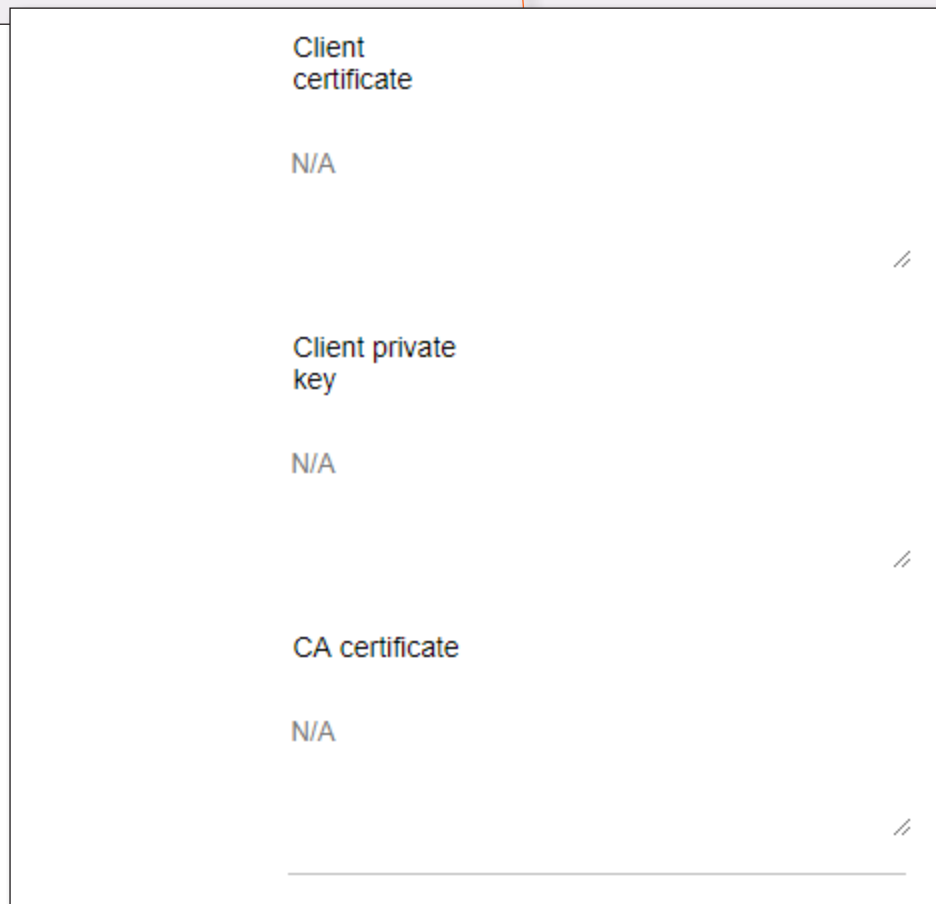 Client
certificate
N/A
Client private
key
N/A
CA certificate
N/A